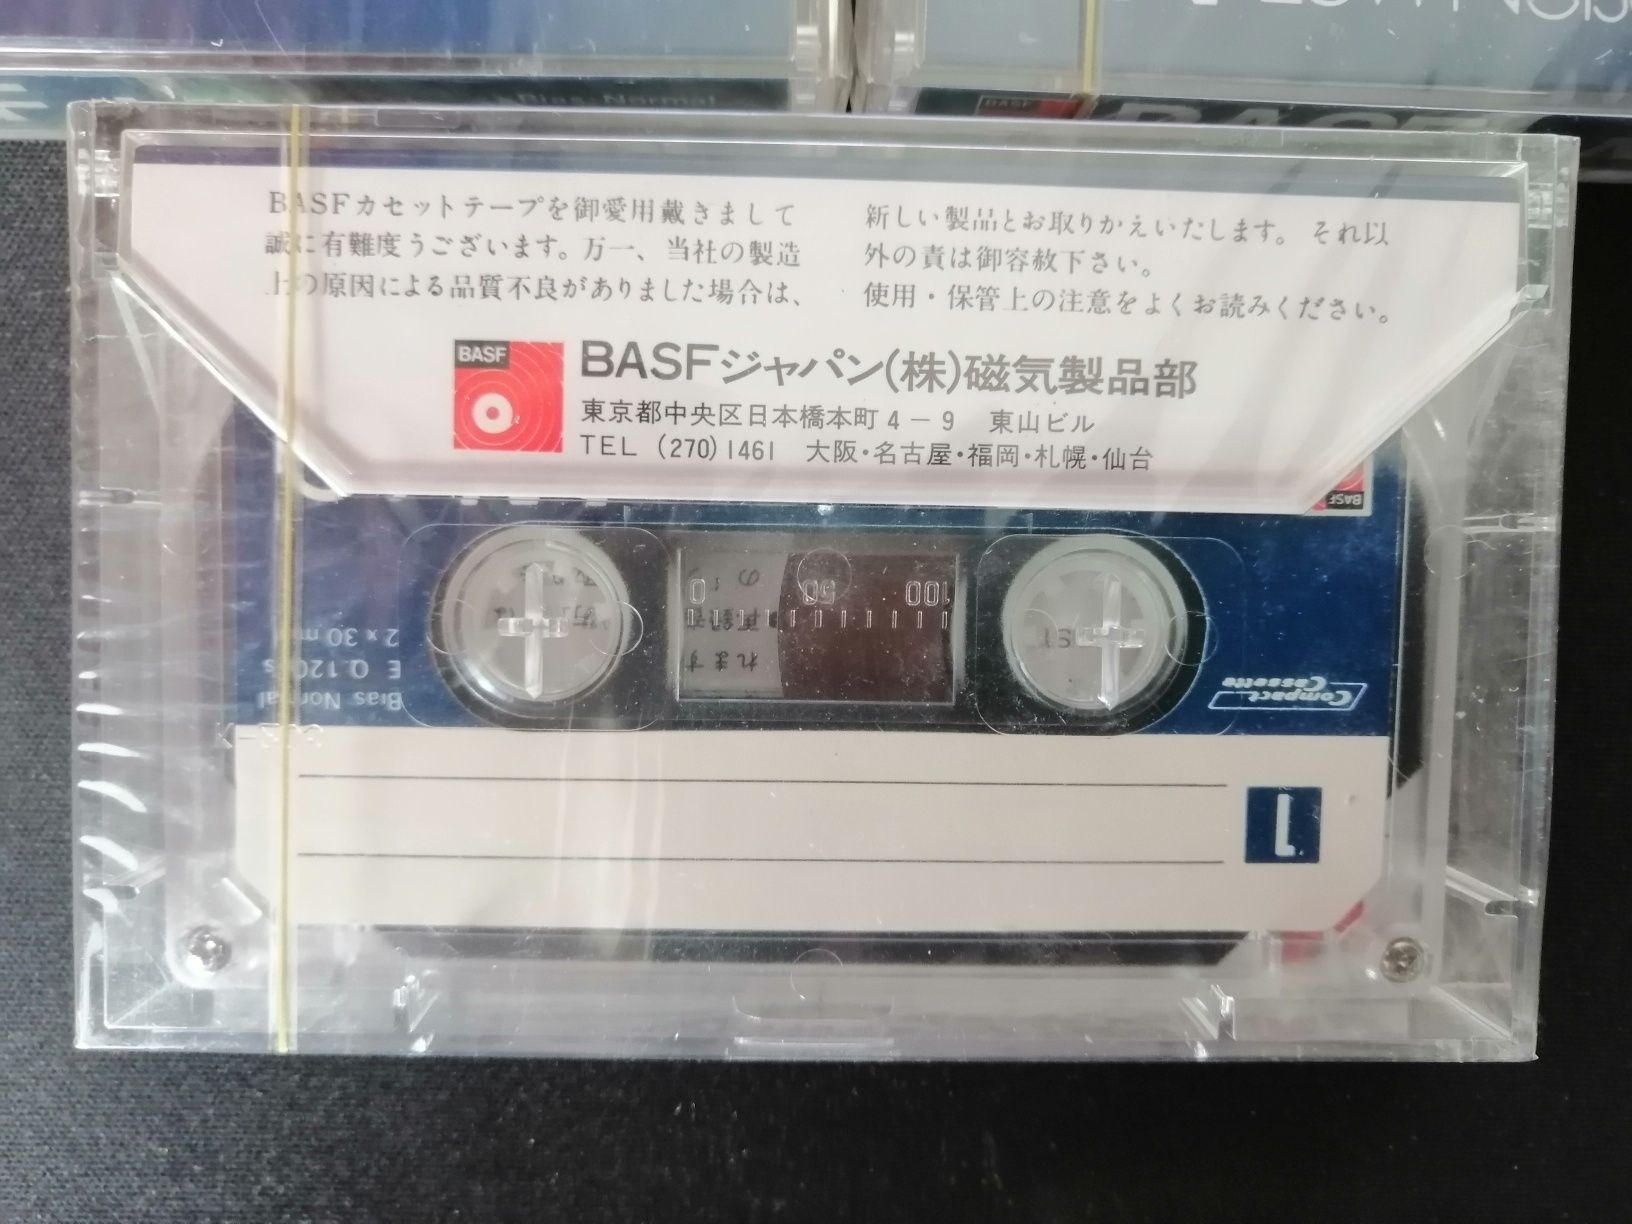 Bias Normal
BASF
BASFカセットテープを御愛用戴きまして
誠に有難度うございます。万一、当社の製造
上の原因による品質不良がありました場合は、
新しい製品とお取りかえいたします。それ以
外の責は御容赦下さい。
使用・保管上の注意をよくお読みください。
BASF
BASFジャパン(株)磁気製品部
東京都中央区日本橋本町4-9 東山ビル
TEL (270)1461 大阪・名古屋・福岡・札幌・仙台
BASF
0 50 100
れます
2 x 30 min
Bias Normal
Compact
Cassette
1